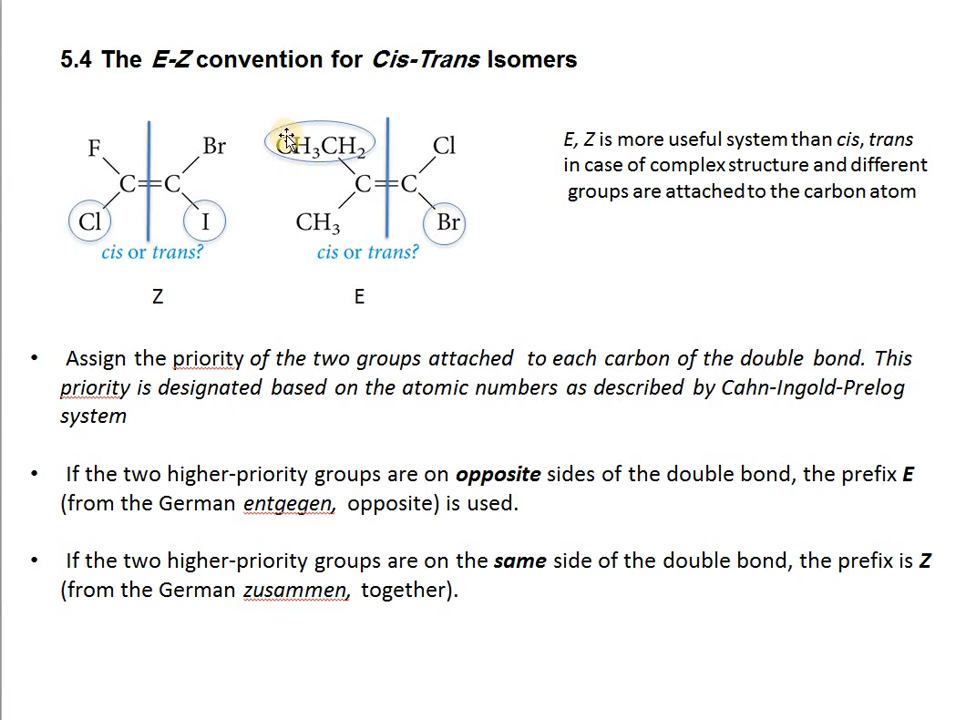 5.4 The E-Z convention for Cis-Trans Isomers
F Br CH₃CH₂ Cl
C=C C=C
Cl I CH₃ Br
cis or trans? cis or trans?
Z E
E, Z is more useful system than cis, trans
in case of complex structure and different
groups are attached to the carbon atom
• Assign the priority of the two groups attached to each carbon of the double bond. This
priority is designated based on the atomic numbers as described by Cahn-Ingold-Prelog
system
• If the two higher-priority groups are on opposite sides of the double bond, the prefix E
(from the German entgegen, opposite) is used.
• If the two higher-priority groups are on the same side of the double bond, the prefix is Z
(from the German zusammen, together).